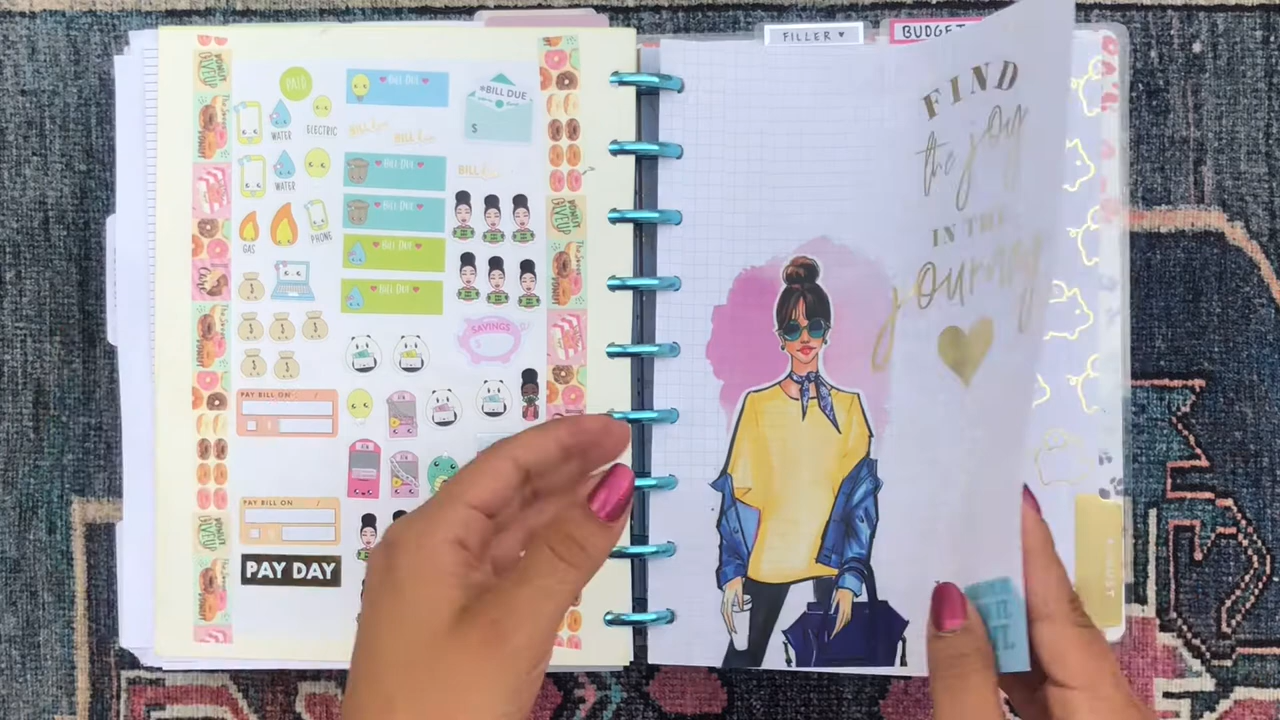 FILLER ♥
BUDGET
PAID
♥BILL DUE♥
WATER
ELECTRIC
BILL DUE
$
♥BILL DUE♥
WATER
BILL
♥BILL DUE♥
GAS
PHONE
♥BILL DUE♥
♥BILL DUE♥
SAVINGS
$
PAY BILL ON: /
PAY BILL ON /
PAY DAY
FIND
the joy
IN THE
journey